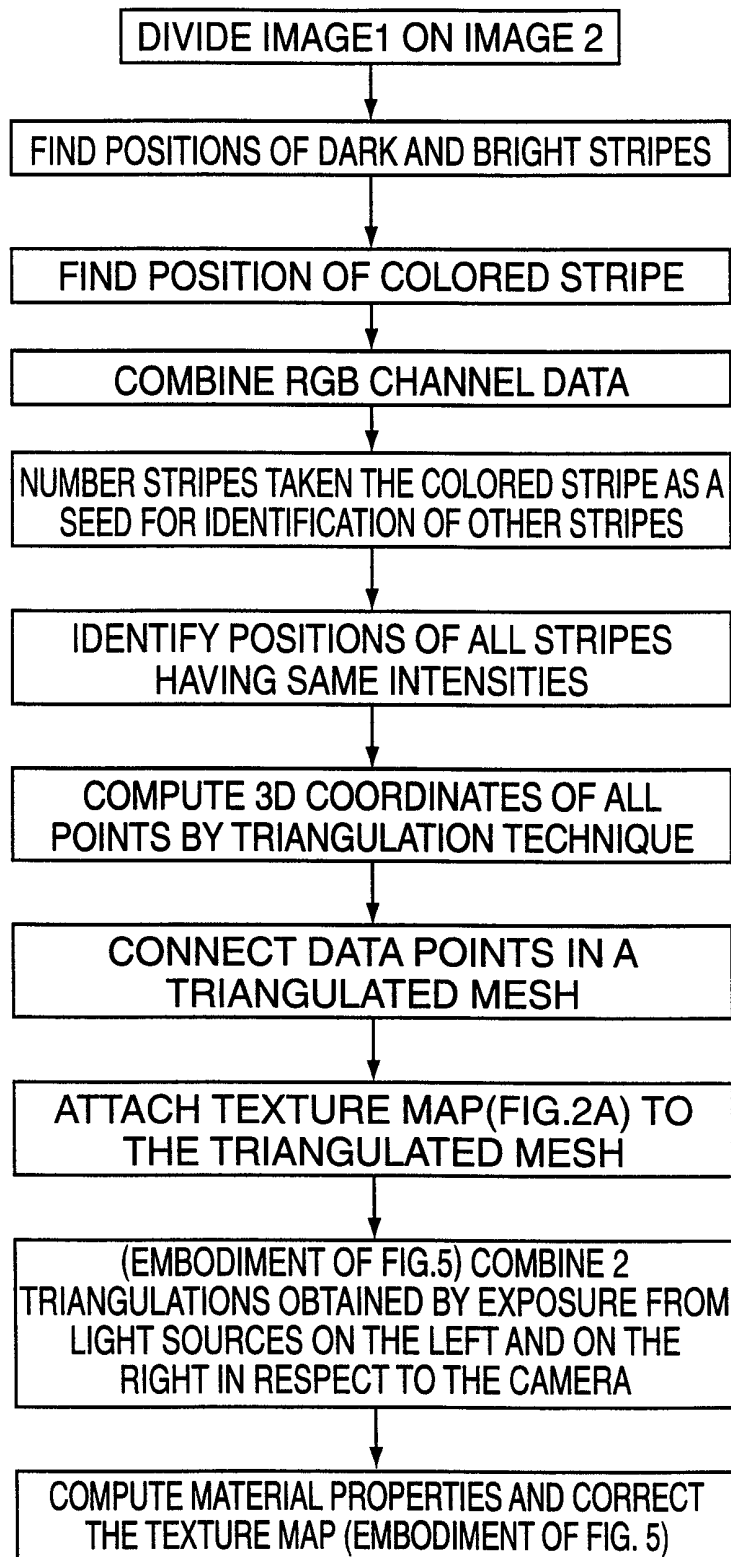 DIVIDE IMAGE1 ON IMAGE 2
FIND POSITIONS OF DARK AND BRIGHT STRIPES
FIND POSITION OF COLORED STRIPE
COMBINE RGB CHANNEL DATA
NUMBER STRIPES TAKEN THE COLORED STRIPE AS A
SEED FOR IDENTIFICATION OF OTHER STRIPES
IDENTIFY POSITIONS OF ALL STRIPES
HAVING SAME INTENSITIES
COMPUTE 3D COORDINATES OF ALL
POINTS BY TRIANGULATION TECHNIQUE
CONNECT DATA POINTS IN A
TRIANGULATED MESH
ATTACH TEXTURE MAP(FIG.2A) TO
THE TRIANGULATED MESH
(EMBODIMENT OF FIG.5) COMBINE 2
TRIANGULATIONS OBTAINED BY EXPOSURE FROM
LIGHT SOURCES ON THE LEFT AND ON THE
RIGHT IN RESPECT TO THE CAMERA
COMPUTE MATERIAL PROPERTIES AND CORRECT
THE TEXTURE MAP (EMBODIMENT OF FIG. 5)